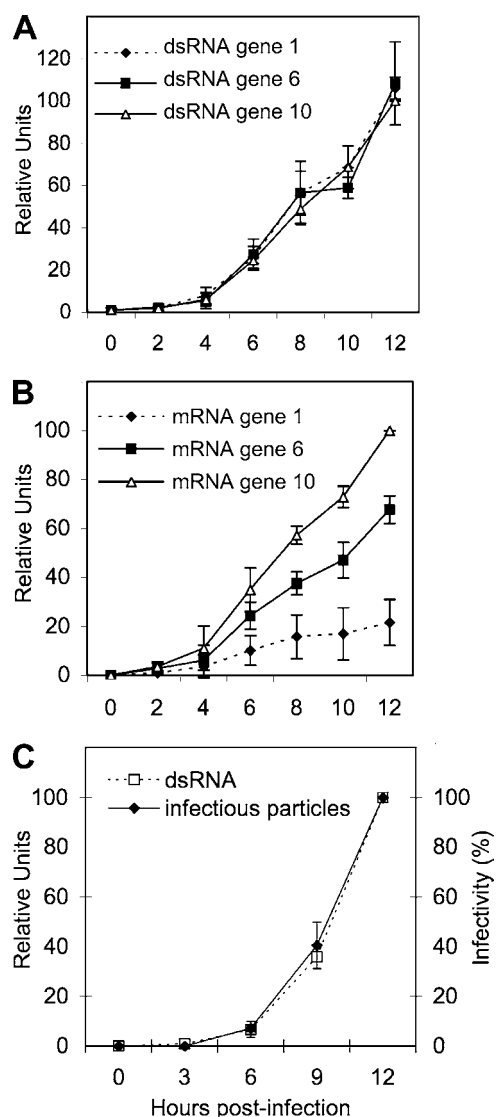 A
dsRNA gene 1
dsRNA gene 6
dsRNA gene 10
Relative Units
120
100
80
60
40
20
0
0 2 4 6 8 10 12
B
mRNA gene 1
mRNA gene 6
mRNA gene 10
Relative Units
100
80
60
40
20
0
0 2 4 6 8 10 12
C
dsRNA
infectious particles
Relative Units
100
80
60
40
20
0
Infectivity (%)
100
80
60
40
20
0
0 3 6 9 12
Hours post-infection